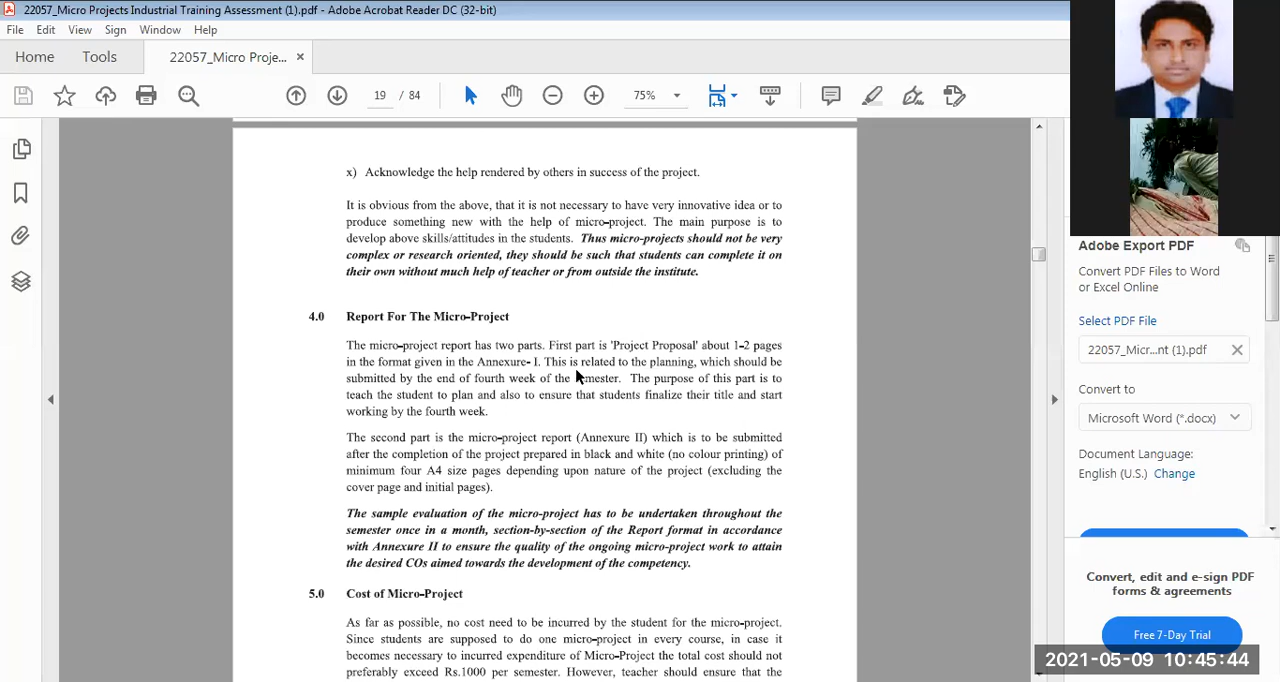 22057_Micro Projects Industrial Training Assessment (1).pdf - Adobe Acrobat Reader DC (32-bit)
File Edit View Sign Window Help
Home Tools 22057_Micro Proje... ×
19 / 84 75%
x) Acknowledge the help rendered by others in success of the project.
It is obvious from the above, that it is not necessary to have very innovative idea or to
produce something new with the help of micro-project. The main purpose is to
develop above skills/attitudes in the students. Thus micro-projects should not be very
complex or research oriented, they should be such that students can complete it on
their own without much help of teacher or from outside the institute.
4.0 Report For The Micro-Project
The micro-project report has two parts. First part is 'Project Proposal' about 1-2 pages
in the format given in the Annexure- I. This is related to the planning, which should be
submitted by the end of fourth week of the semester. The purpose of this part is to
teach the student to plan and also to ensure that students finalize their title and start
working by the fourth week.
The second part is the micro-project report (Annexure II) which is to be submitted
after the completion of the project prepared in black and white (no colour printing) of
minimum four A4 size pages depending upon nature of the project (excluding the
cover page and initial pages).
The sample evaluation of the micro-project has to be undertaken throughout the
semester once in a month, section-by-section of the Report format in accordance
with Annexure II to ensure the quality of the ongoing micro-project work to attain
the desired COs aimed towards the development of the competency.
5.0 Cost of Micro-Project
As far as possible, no cost need to be incurred by the student for the micro-project.
Since students are supposed to do one micro-project in every course, in case it
becomes necessary to incurred expenditure of Micro-Project the total cost should not
preferably exceed Rs.1000 per semester. However, teacher should ensure that the
Adobe Export PDF
Convert PDF Files to Word
or Excel Online
Select PDF File
22057_Micr...nt (1).pdf
Convert to
Microsoft Word (*.docx)
Document Language:
English (U.S.) Change
Convert, edit and e-sign PDF
forms & agreements
Free 7-Day Trial
2021-05-09 10:45:44